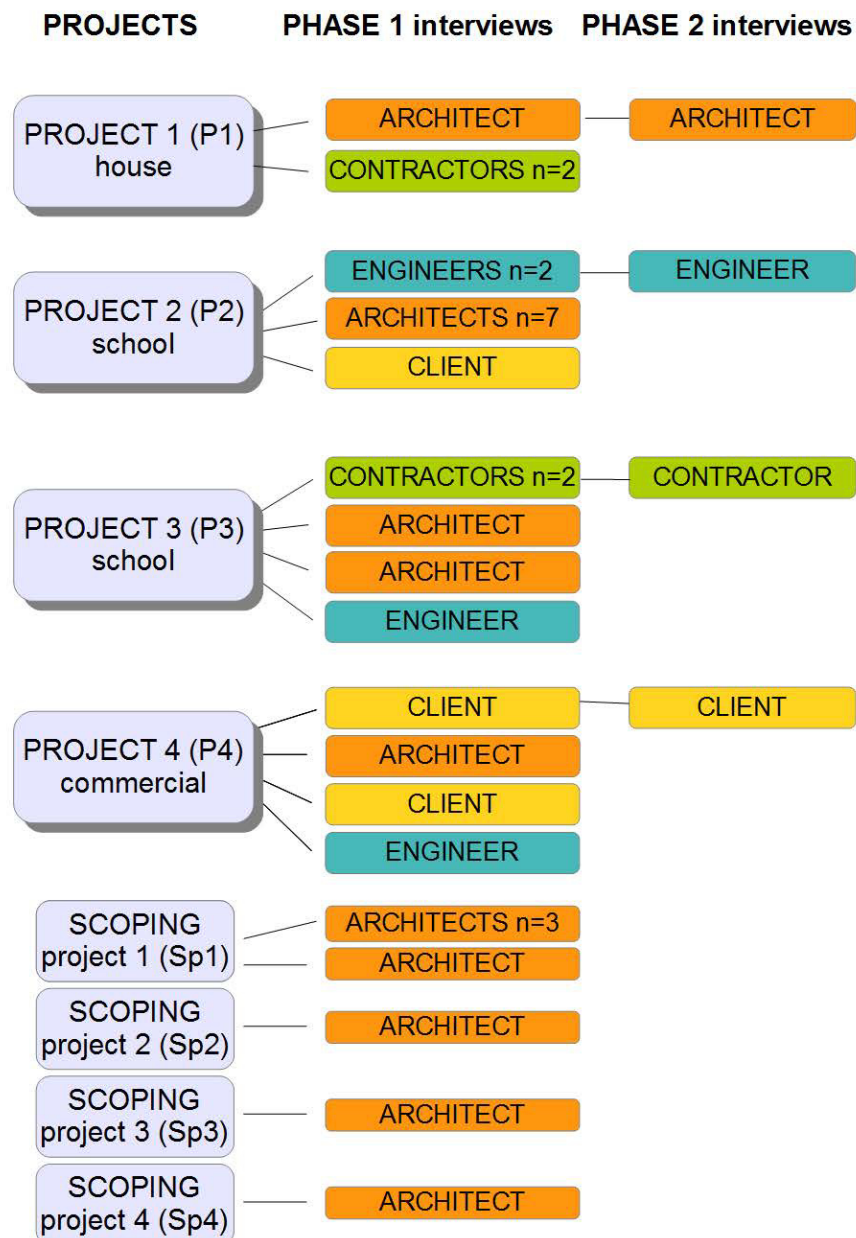 PROJECTS PHASE 1 interviews PHASE 2 interviews
PROJECT 1 (P1)
house
ARCHITECT
ARCHITECT
CONTRACTORS n=2
PROJECT 2 (P2)
school
ENGINEERS n=2
ENGINEER
ARCHITECTS n=7
CLIENT
PROJECT 3 (P3)
school
CONTRACTORS n=2
CONTRACTOR
ARCHITECT
ARCHITECT
ENGINEER
PROJECT 4 (P4)
commercial
CLIENT
CLIENT
ARCHITECT
CLIENT
ENGINEER
SCOPING
project 1 (Sp1)
ARCHITECTS n=3
ARCHITECT
SCOPING
project 2 (Sp2)
ARCHITECT
SCOPING
project 3 (Sp3)
ARCHITECT
SCOPING
project 4 (Sp4)
ARCHITECT